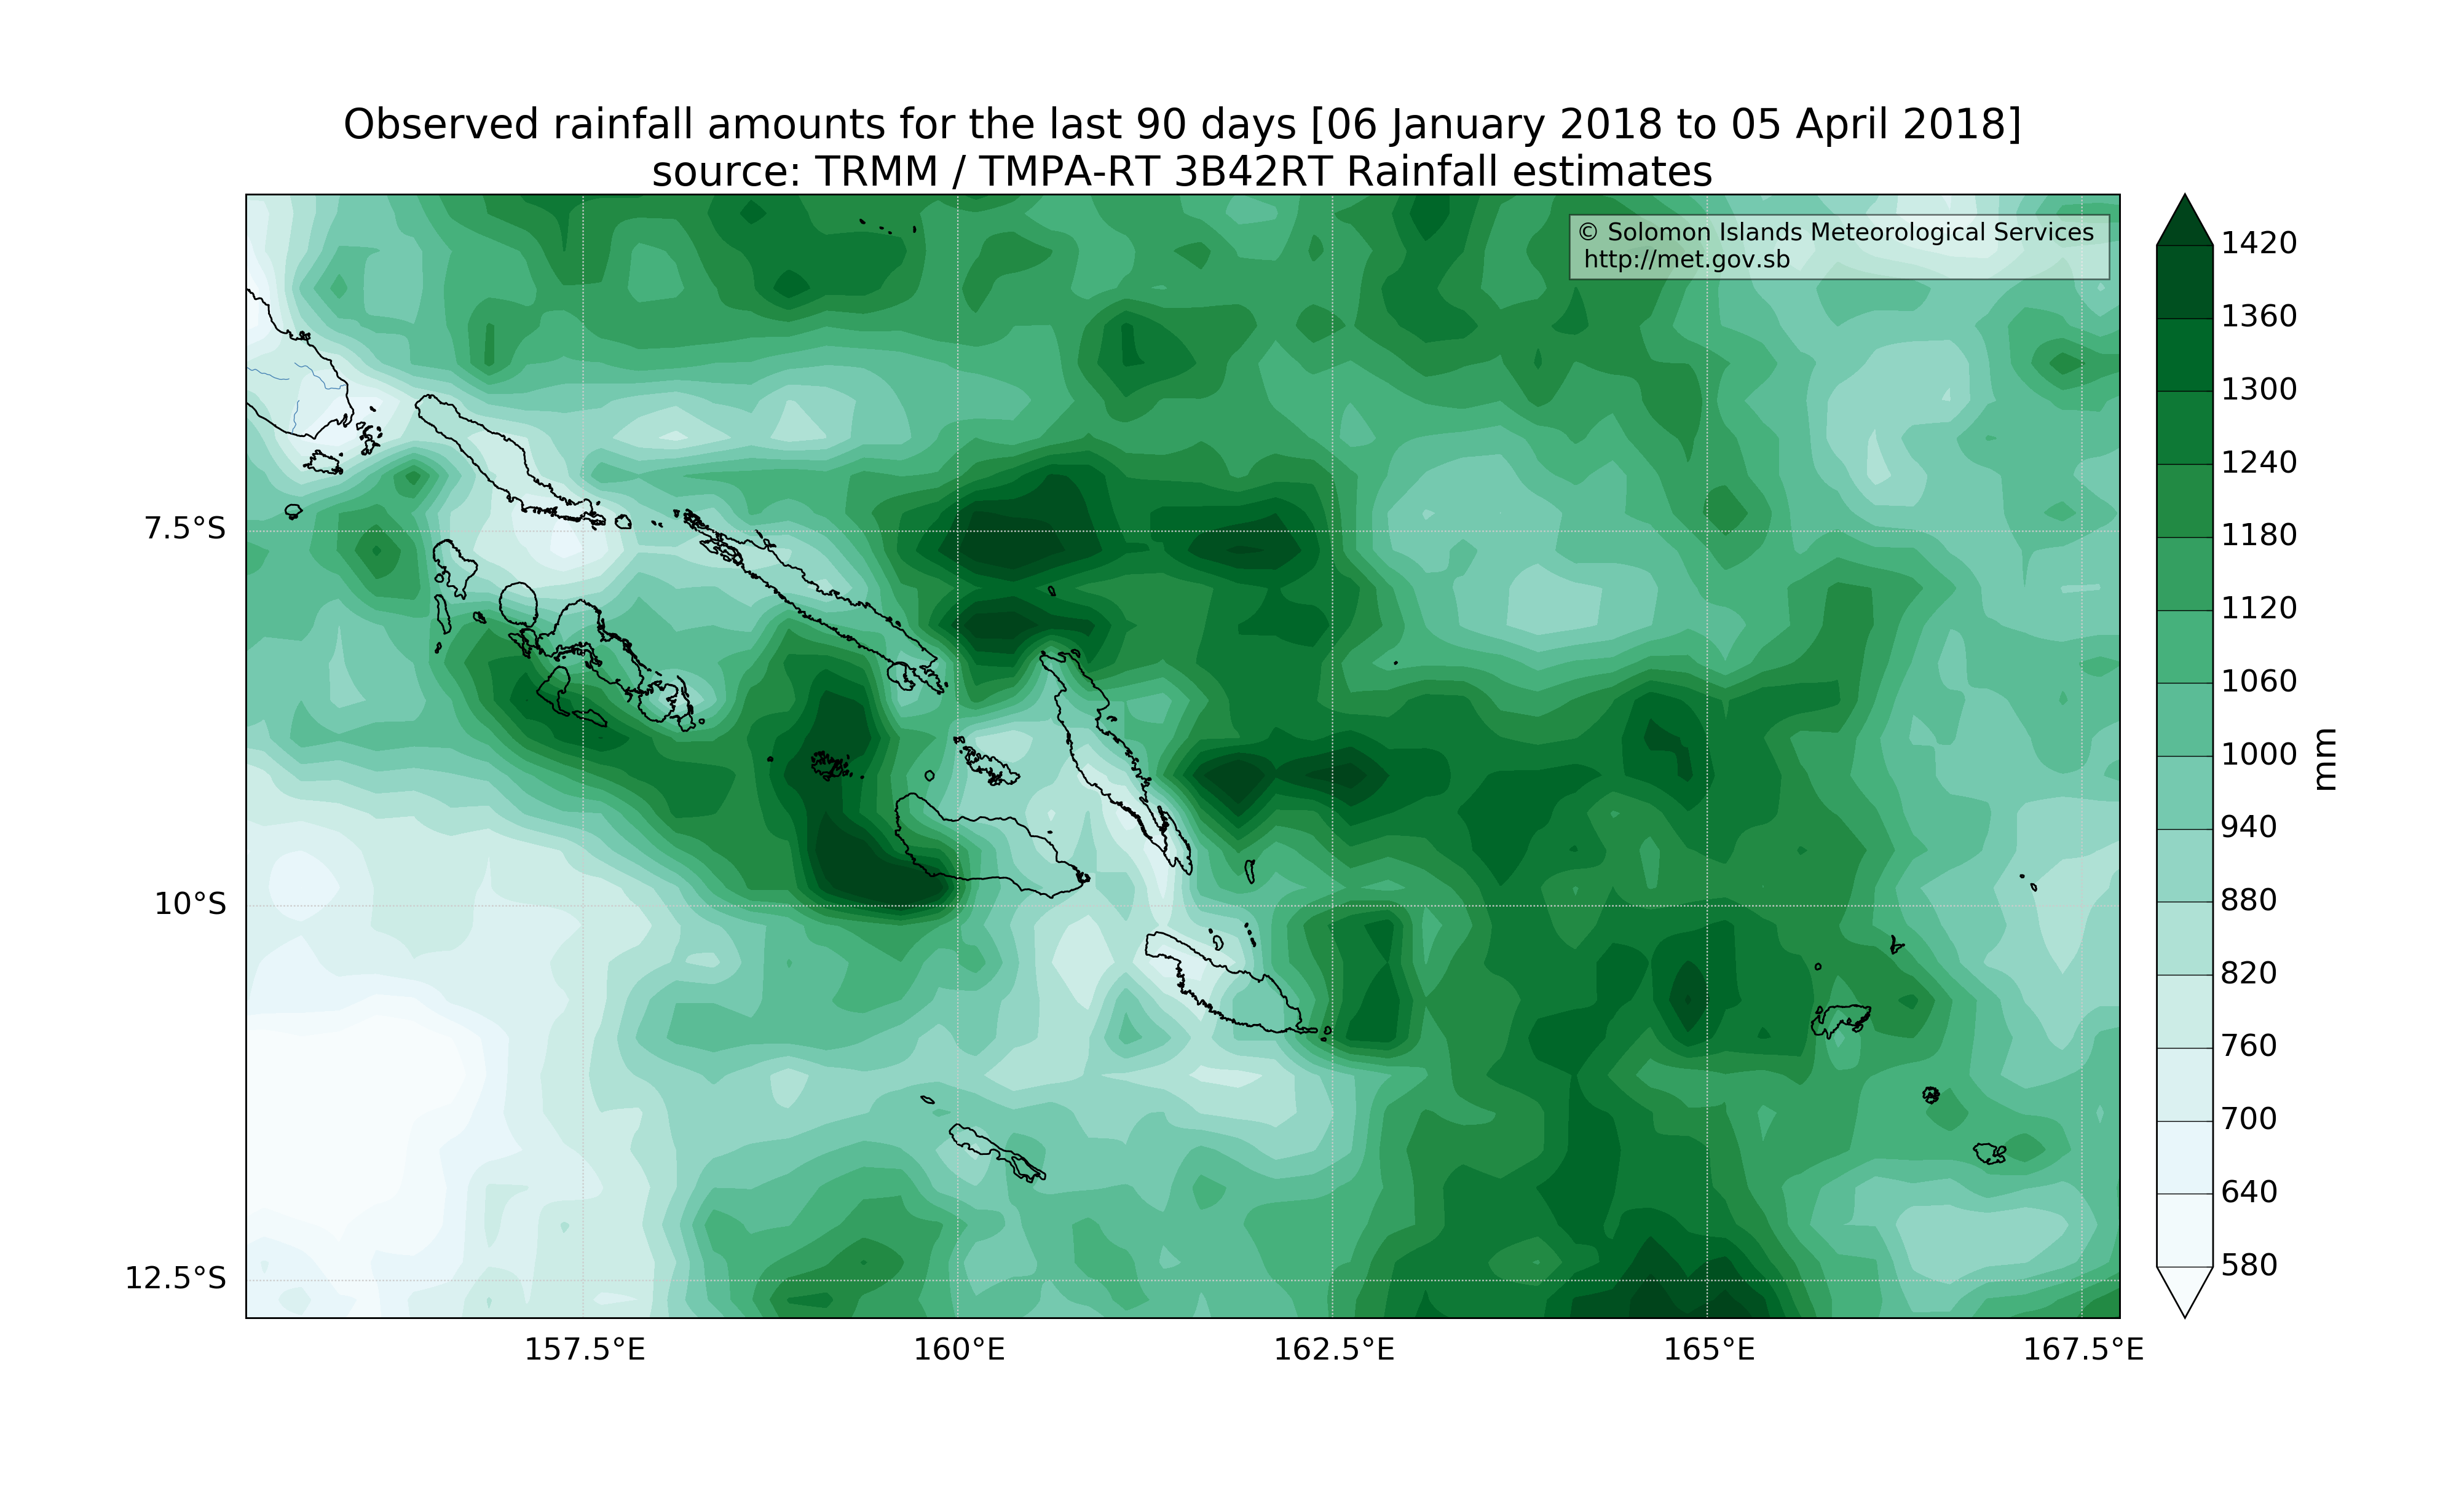 Observed rainfall amounts for the last 90 days [06 January 2018 to 05 April 2018]
source: TRMM / TMPA-RT 3B42RT Rainfall estimates
© Solomon Islands Meteorological Services
http://met.gov.sb
7.5°S
10°S
12.5°S
157.5°E
160°E
162.5°E
165°E
167.5°E
1420
1360
1300
1240
1180
1120
1060
1000
940
880
820
760
700
640
580
mm